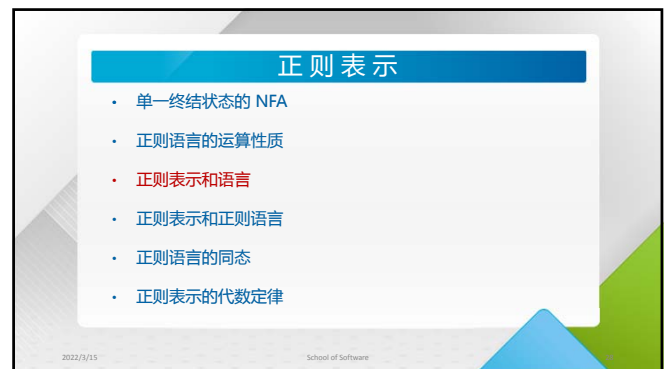 正则表示
• 单一终结状态的 NFA
• 正则语言的运算性质
• 正则表示和语言
• 正则表示和正则语言
• 正则语言的同态
• 正则表示的代数定律
2022/3/15 School of Software